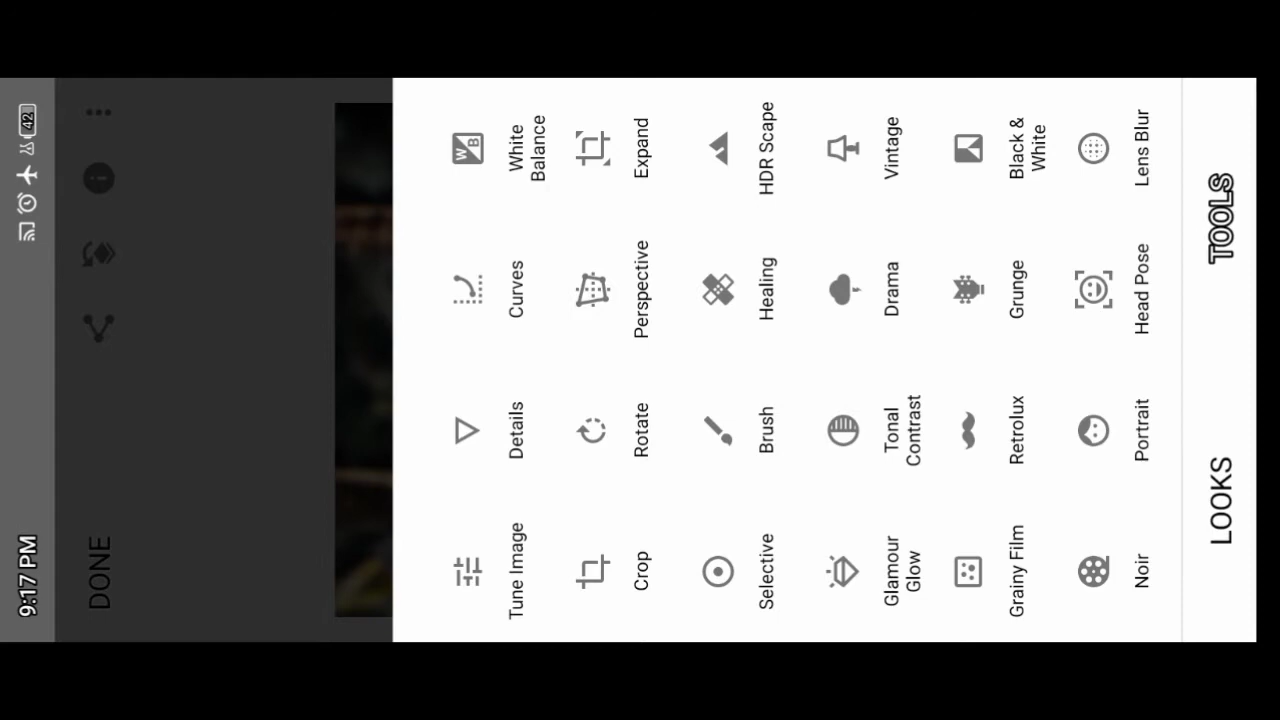 9:17 PM
42
DONE
Tune Image
Details
Curves
WB
White
Balance
Crop
Rotate
Perspective
Expand
Selective
Brush
Healing
HDR Scape
Glamour
Glow
Tonal
Contrast
Drama
Vintage
Grainy Film
Retrolux
Grunge
Black &
White
Noir
Portrait
Head Pose
Lens Blur
LOOKS
TOOLS